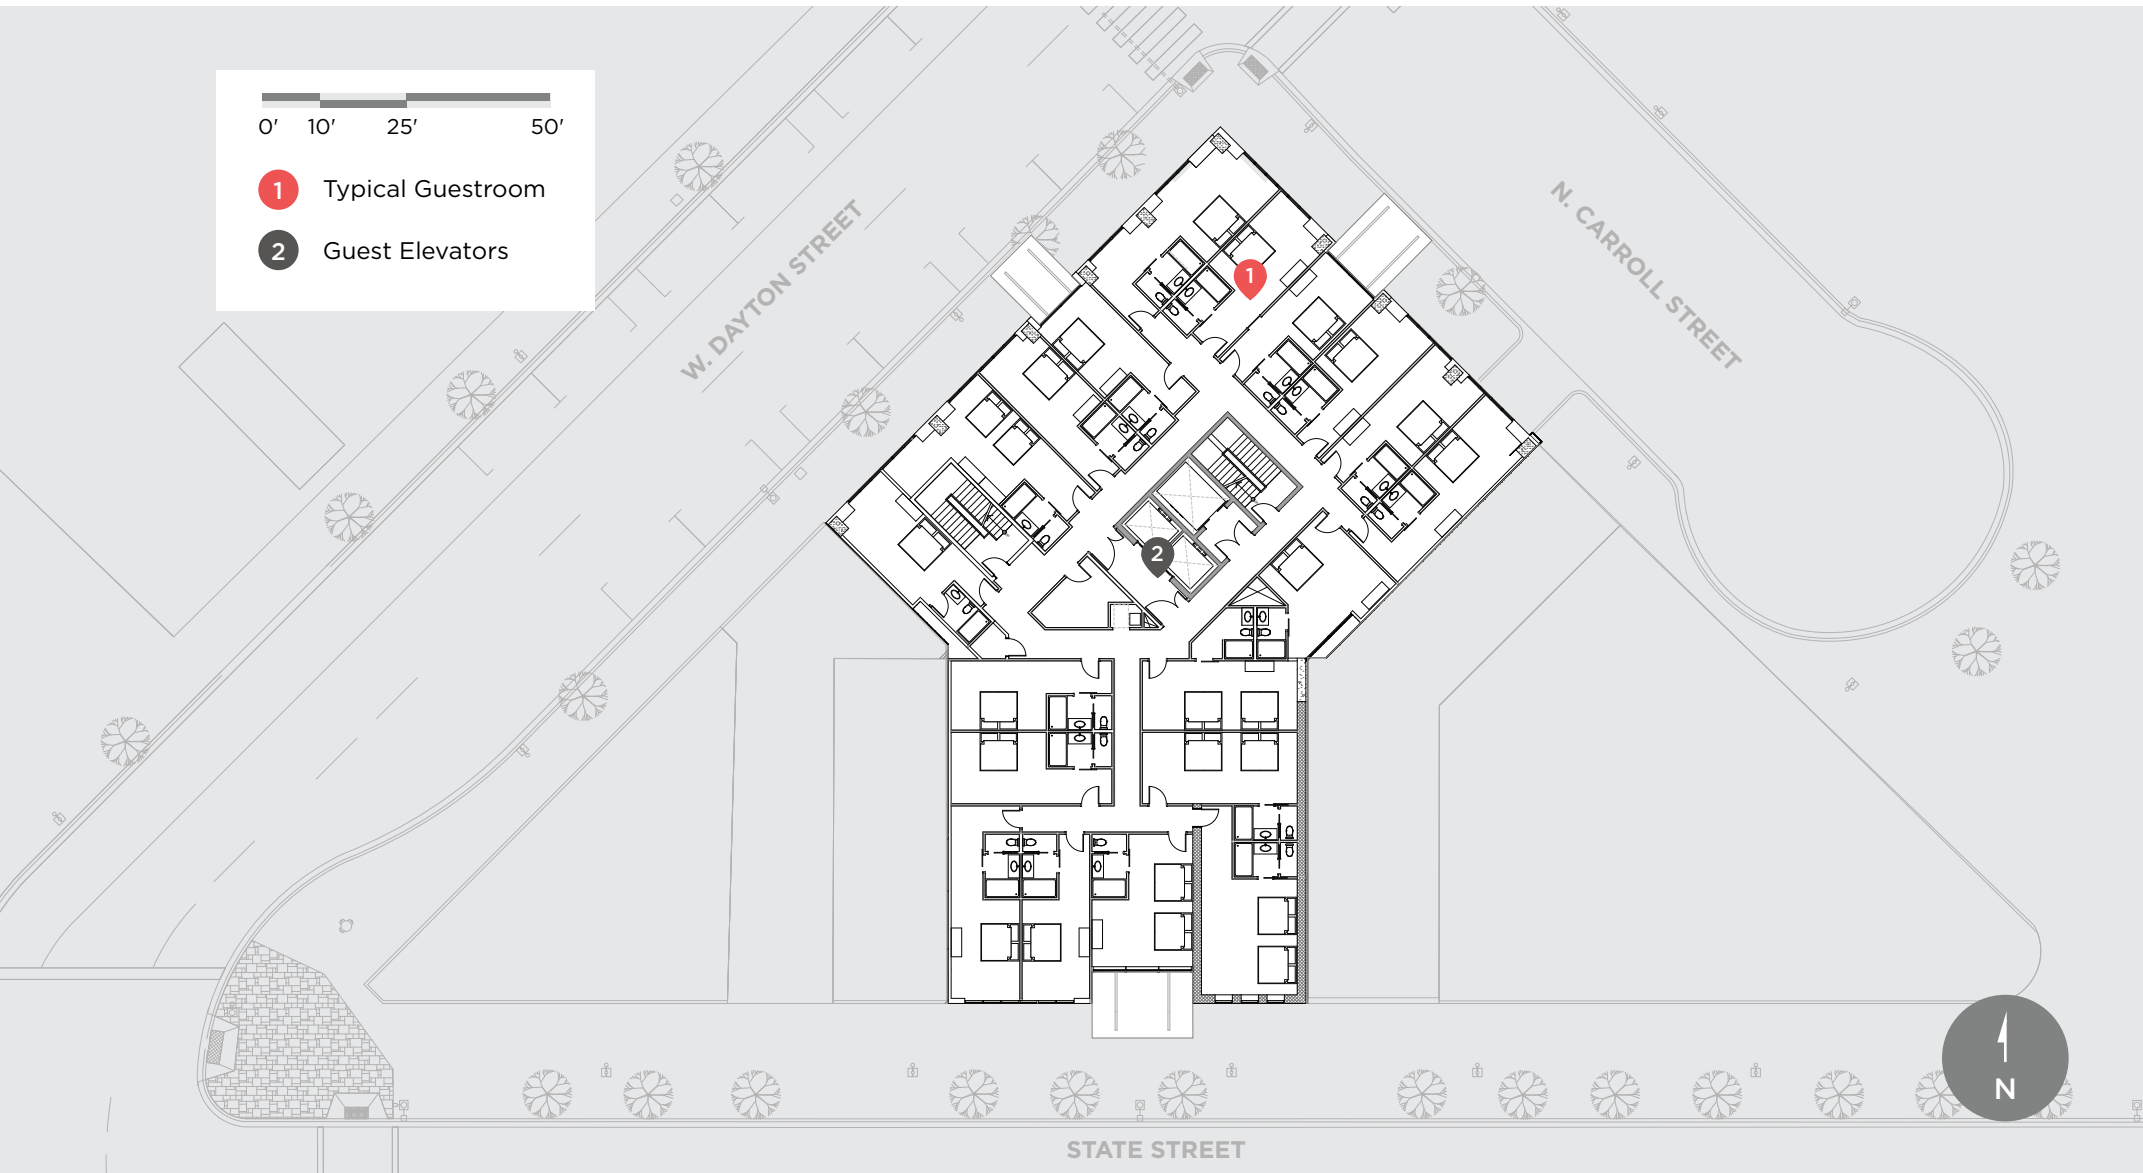 0' 10' 25' 50'
1 Typical Guestroom
2 Guest Elevators
W. DAYTON STREET
N. CARROLL STREET
1
2
STATE STREET
N